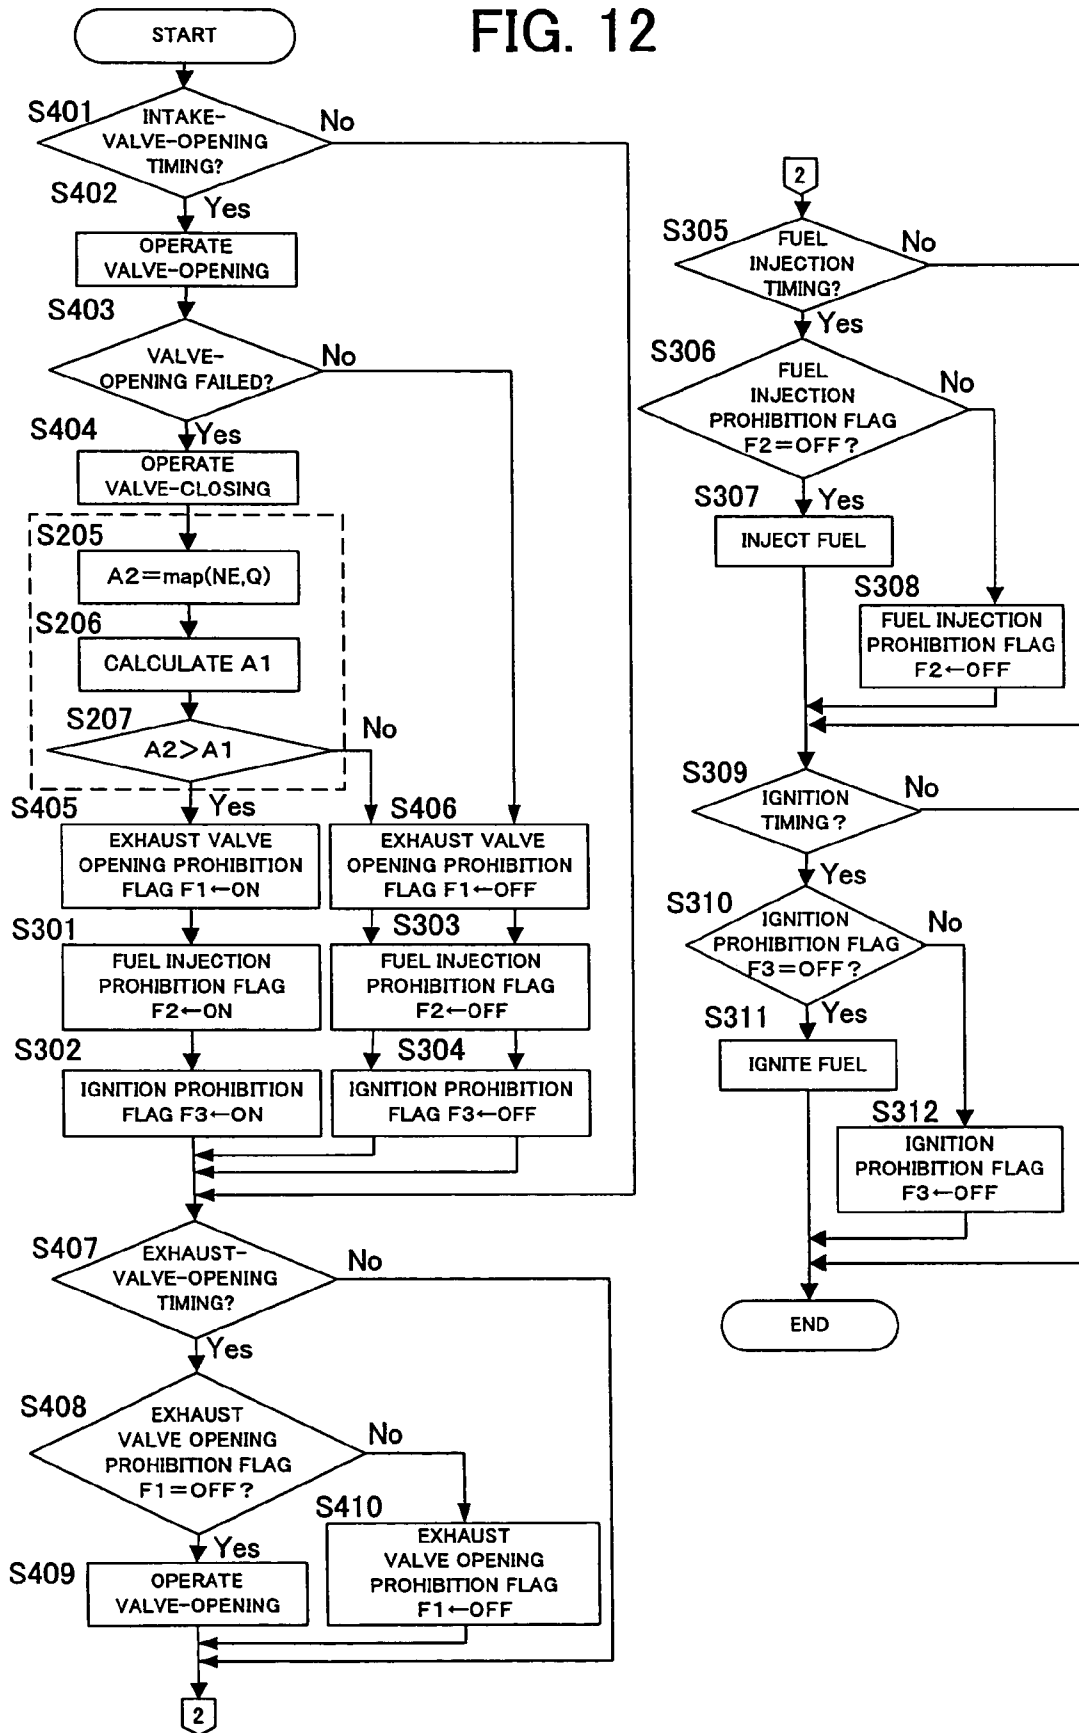 FIG. 12
START
S401
INTAKE-
VALVE-OPENING
TIMING?
No
S402
Yes
OPERATE
VALVE-OPENING
S403
VALVE-
OPENING FAILED?
No
S404
Yes
OPERATE
VALVE-CLOSING
S205
A2=map(NE,Q)
S206
CALCULATE A1
S207
A2>A1
No
S405
Yes
EXHAUST VALVE
OPENING PROHIBITION
FLAG F1←ON
S406
EXHAUST VALVE
OPENING PROHIBITION
FLAG F1←OFF
S301
FUEL INJECTION
PROHIBITION FLAG
F2←ON
S303
FUEL INJECTION
PROHIBITION FLAG
F2←OFF
S302
IGNITION PROHIBITION
FLAG F3←ON
S304
IGNITION PROHIBITION
FLAG F3←OFF
S407
EXHAUST-
VALVE-OPENING
TIMING?
No
Yes
S408
EXHAUST
VALVE OPENING
PROHIBITION FLAG
F1=OFF?
No
Yes
S409
OPERATE
VALVE-OPENING
S410
EXHAUST
VALVE OPENING
PROHIBITION FLAG
F1←OFF
2
2
S305
FUEL
INJECTION
TIMING?
No
Yes
S306
FUEL
INJECTION
PROHIBITION FLAG
F2=OFF?
No
S307
Yes
INJECT FUEL
S308
FUEL INJECTION
PROHIBITION FLAG
F2←OFF
S309
IGNITION
TIMING?
No
Yes
S310
IGNITION
PROHIBITION FLAG
F3=OFF?
No
S311
Yes
IGNITE FUEL
S312
IGNITION
PROHIBITION FLAG
F3←OFF
END